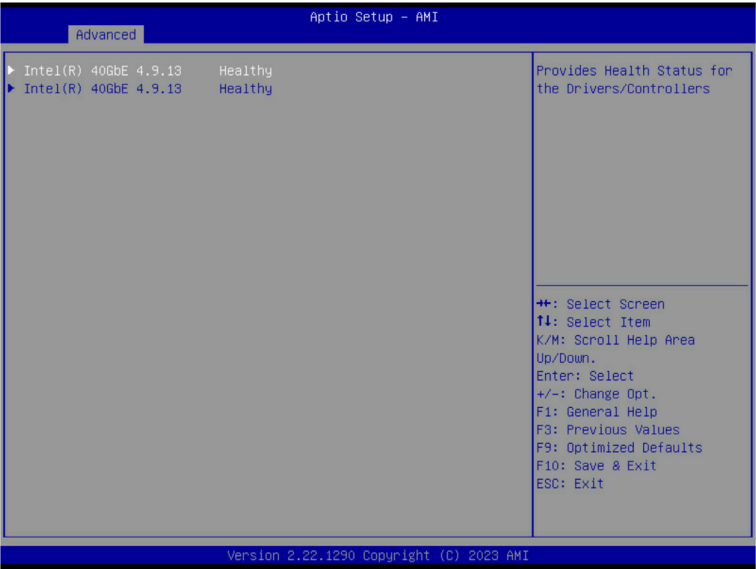 Aptio Setup - AMI
Advanced
▶ Intel(R) 40GbE 4.9.13 Healthy
▶ Intel(R) 40GbE 4.9.13 Healthy
Provides Health Status for
the Drivers/Controllers
→←: Select Screen
↑↓: Select Item
K/M: Scroll Help Area
Up/Down.
Enter: Select
+/-: Change Opt.
F1: General Help
F3: Previous Values
F9: Optimized Defaults
F10: Save & Exit
ESC: Exit
Version 2.22.1290 Copyright (C) 2023 AMI